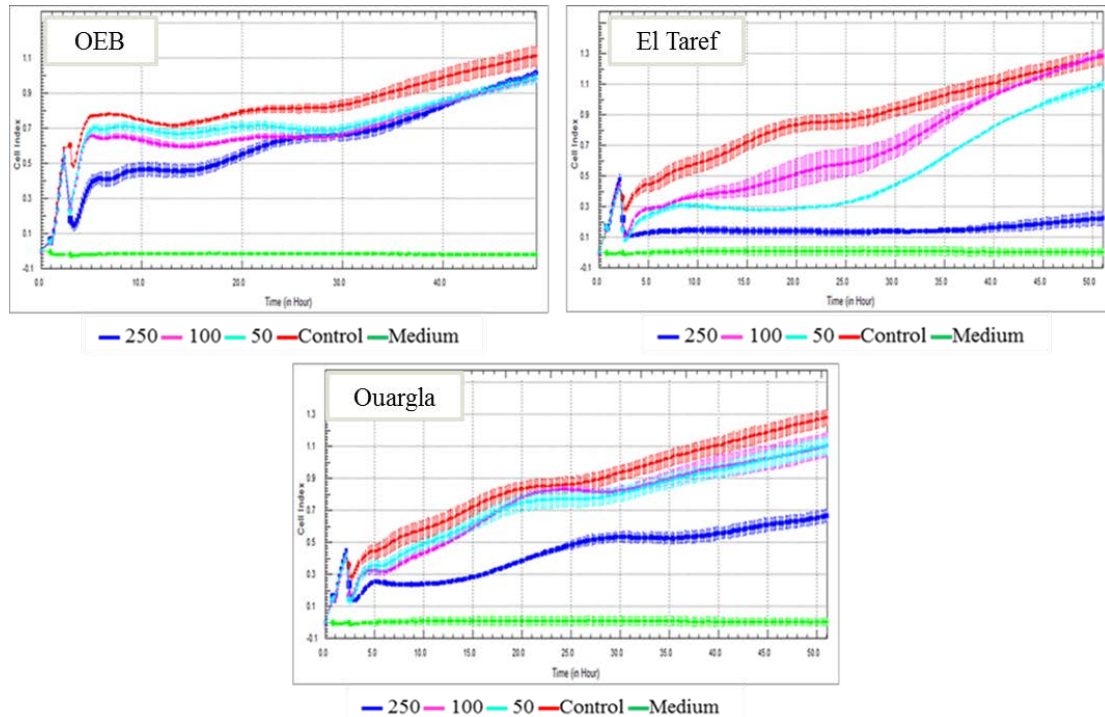 OEB
Cell Index
1.1
0.9
0.7
0.5
0.3
0.1
-0.1
0.0 10.0 20.0 30.0 40.0
Time (in Hour)
250 100 50 Control Medium
El Taref
Cell Index
1.3
1.1
0.9
0.7
0.5
0.3
0.1
-0.1
0.0 5.0 10.0 15.0 20.0 25.0 30.0 35.0 40.0 45.0 50.0
Time (in Hour)
250 100 50 Control Medium
Ouargla
Cell Index
1.3
1.1
0.9
0.7
0.5
0.3
0.1
-0.1
0.0 5.0 10.0 15.0 20.0 25.0 30.0 35.0 40.0 45.0 50.0
Time (in Hour)
250 100 50 Control Medium